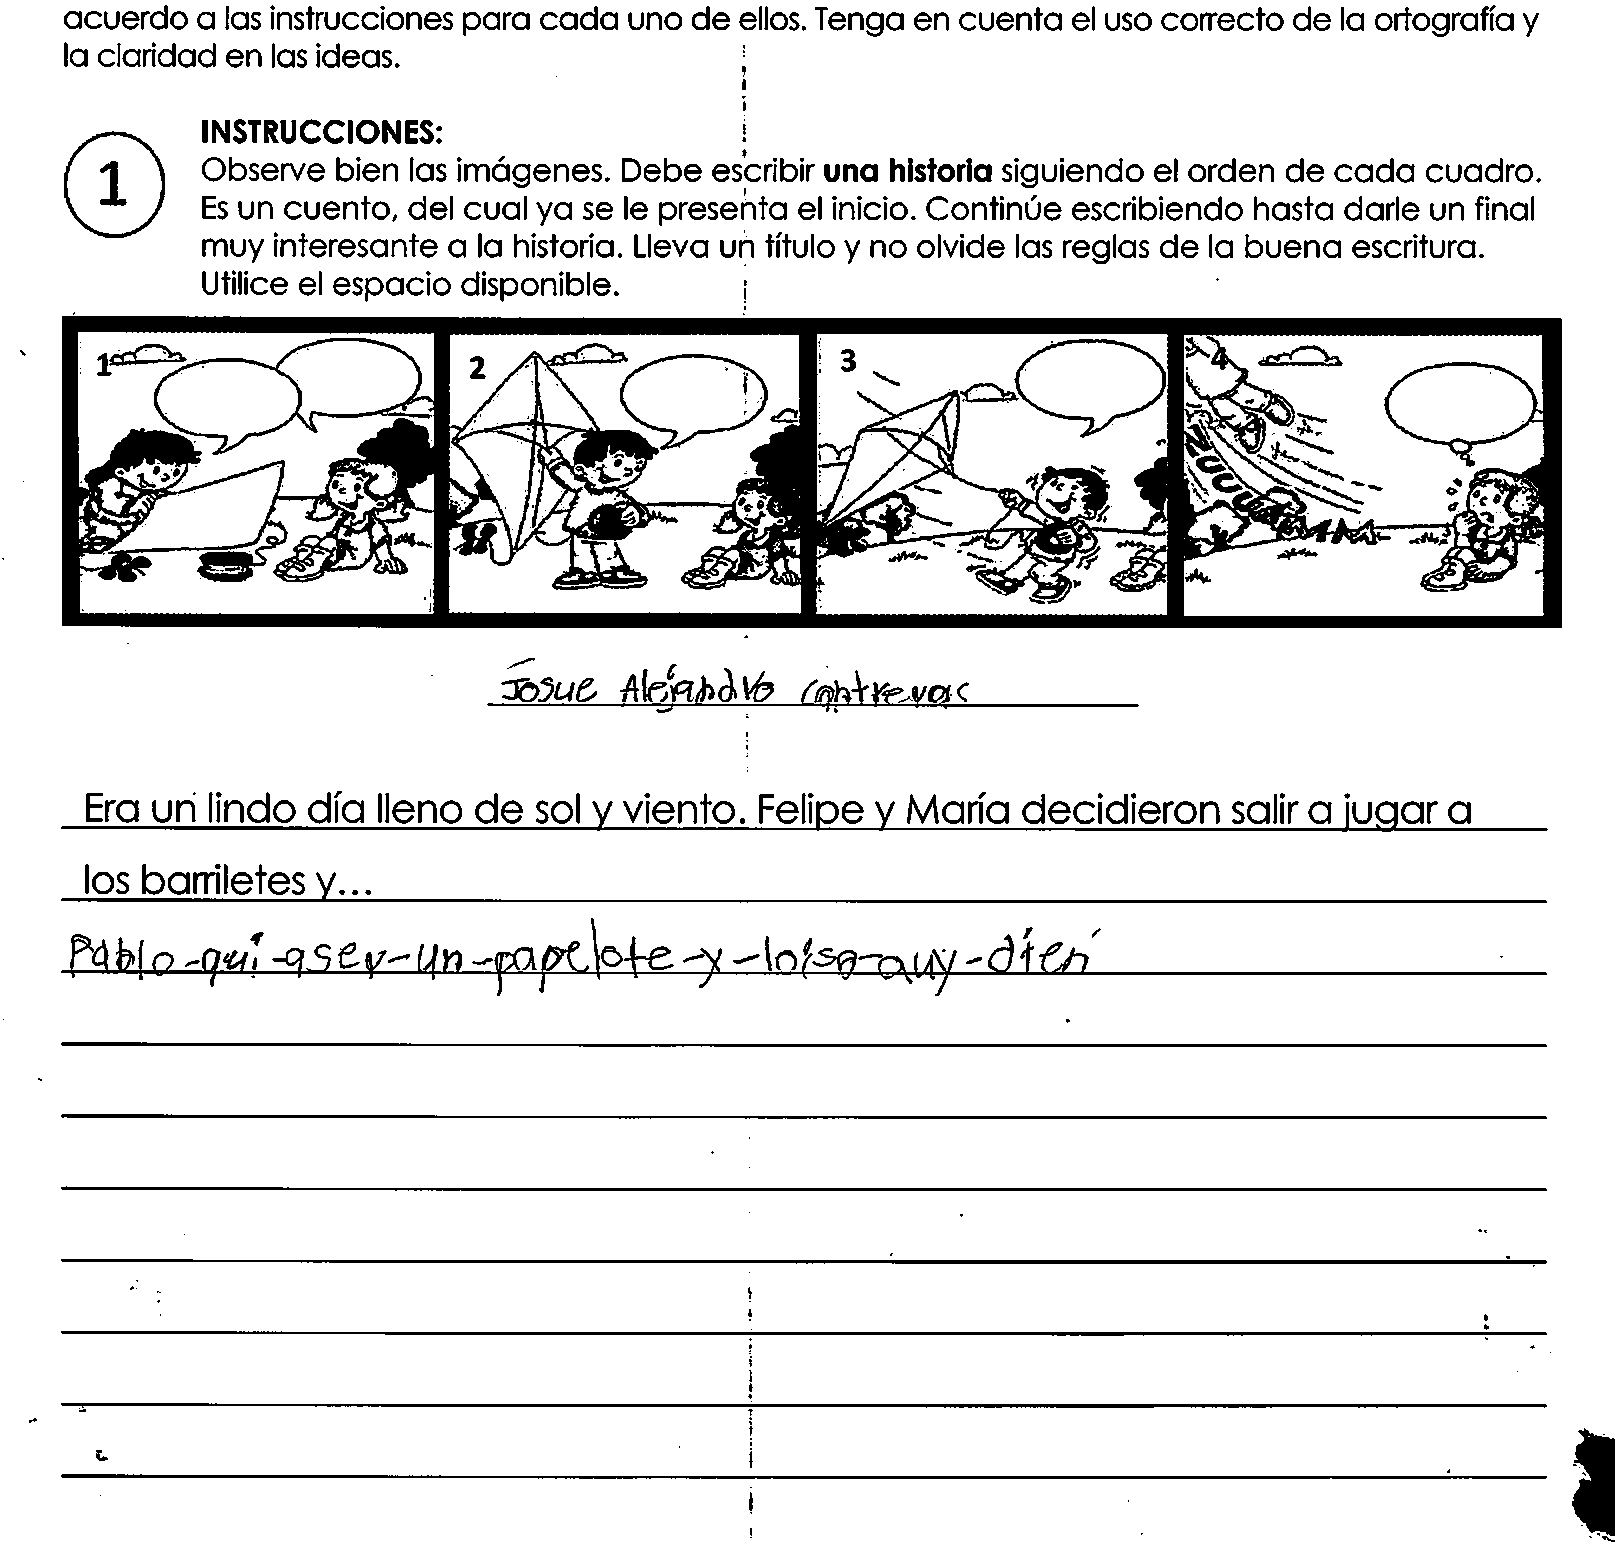 acuerdo a las instrucciones para cada uno de ellos. Tenga en cuenta el uso correcto de la ortografía y
la claridad en las ideas.
1
INSTRUCCIONES:
Observe bien las imágenes. Debe escribir una historia siguiendo el orden de cada cuadro.
Es un cuento, del cual ya se le presenta el inicio. Continúe escribiendo hasta darle un final
muy interesante a la historia. Lleva un título y no olvide las reglas de la buena escritura.
Utilice el espacio disponible.
1 2 3 4
Josue Alejandro Contreras
Era un lindo día lleno de sol y viento. Felipe y María decidieron salir a jugar a
los barriletes y...
Pablo-qui-aser-un-papelote-y-loiso-muy-dien